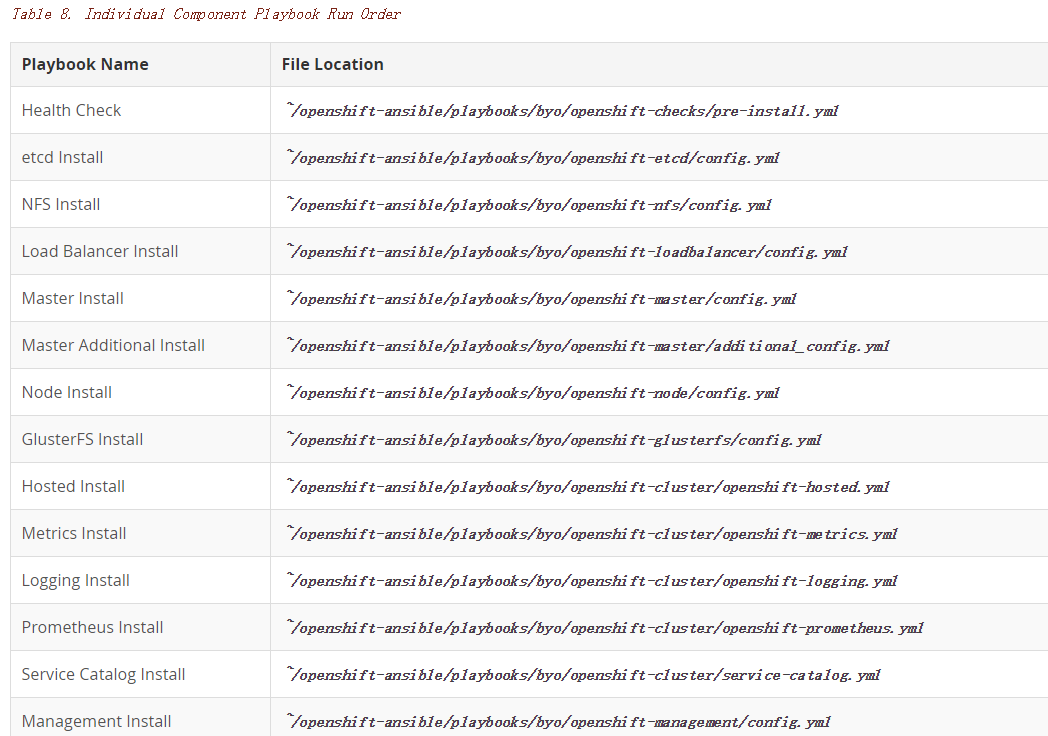 Table 8. Individual Component Playbook Run Order
Playbook Name File Location
Health Check ~/openshift-ansible/playbooks/byo/openshift-checks/pre-install.yml
etcd Install ~/openshift-ansible/playbooks/byo/openshift-etcd/config.yml
NFS Install ~/openshift-ansible/playbooks/byo/openshift-nfs/config.yml
Load Balancer Install ~/openshift-ansible/playbooks/byo/openshift-loadbalancer/config.yml
Master Install ~/openshift-ansible/playbooks/byo/openshift-master/config.yml
Master Additional Install ~/openshift-ansible/playbooks/byo/openshift-master/additional_config.yml
Node Install ~/openshift-ansible/playbooks/byo/openshift-node/config.yml
GlusterFS Install ~/openshift-ansible/playbooks/byo/openshift-glusterfs/config.yml
Hosted Install ~/openshift-ansible/playbooks/byo/openshift-cluster/openshift-hosted.yml
Metrics Install ~/openshift-ansible/playbooks/byo/openshift-cluster/openshift-metrics.yml
Logging Install ~/openshift-ansible/playbooks/byo/openshift-cluster/openshift-logging.yml
Prometheus Install ~/openshift-ansible/playbooks/byo/openshift-cluster/openshift-prometheus.yml
Service Catalog Install ~/openshift-ansible/playbooks/byo/openshift-cluster/service-catalog.yml
Management Install ~/openshift-ansible/playbooks/byo/openshift-management/config.yml